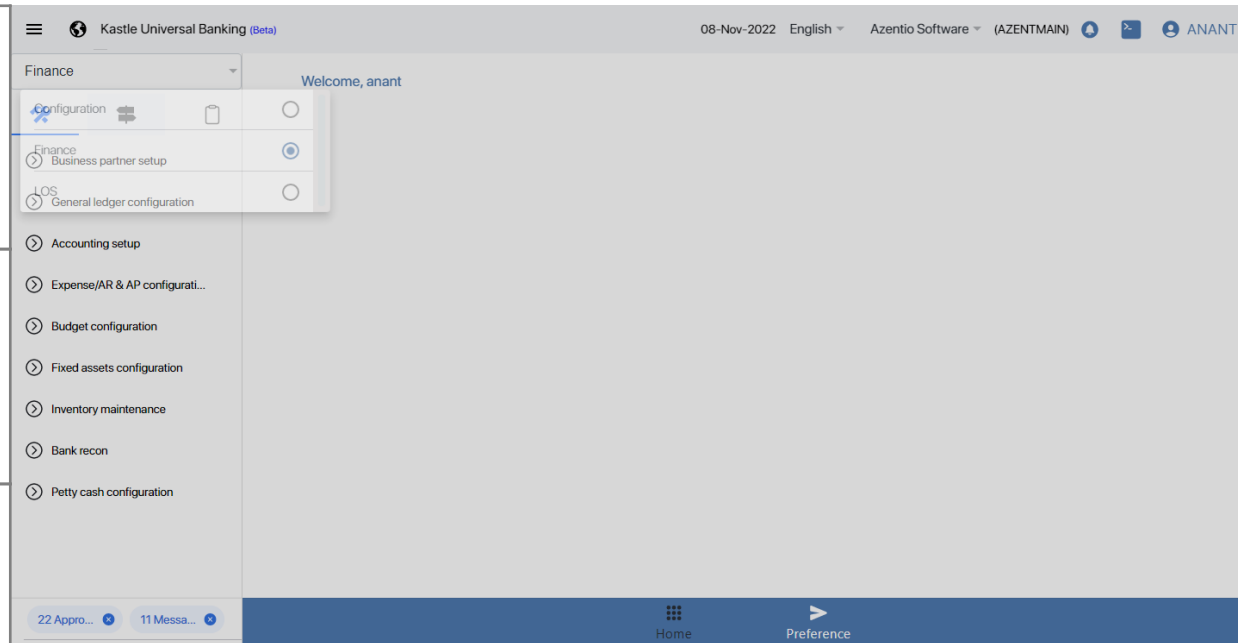 Kastle Universal Banking (Beta)
08-Nov-2022 English Azentio Software (AZENTMAIN) ANANT
Finance
Welcome, anant
Configuration
Finance
Business partner setup
LOS
General ledger configuration
Accounting setup
Expense/AR & AP configurati...
Budget configuration
Fixed assets configuration
Inventory maintenance
Bank recon
Petty cash configuration
22 Appro... 11 Messa...
Home Preference